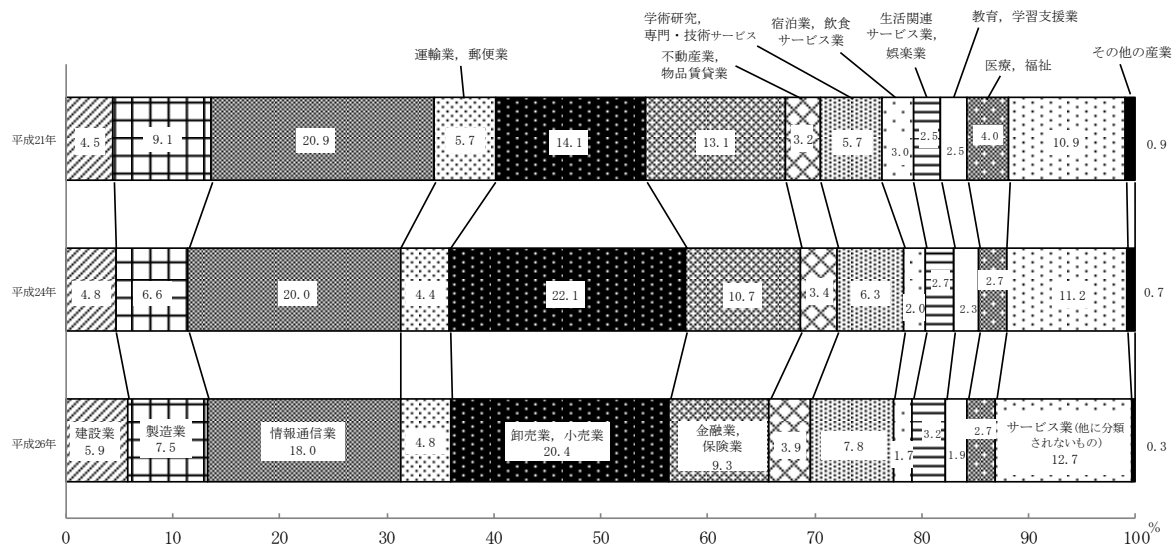 学術研究，
専門・技術サービス
不動産業，
物品賃貸業
宿泊業，飲食
サービス業
生活関連
サービス業，
娯楽業
教育，学習支援業
医療，福祉
その他の産業
運輸業，郵便業
平成21年
4.5
9.1
20.9
5.7
14.1
13.1
3.2
5.7
3.0
2.5
2.5
4.0
10.9
0.9
平成24年
4.8
6.6
20.0
4.4
22.1
10.7
3.4
6.3
2.0
2.7
2.3
2.7
11.2
0.7
平成26年
建設業
5.9
製造業
7.5
情報通信業
18.0
4.8
卸売業，小売業
20.4
金融業，
保険業
9.3
3.9
7.8
1.7
3.2
1.9
2.7
サービス業(他に分類
されないもの)
12.7
0.3
0 10 20 30 40 50 60 70 80 90 100 %